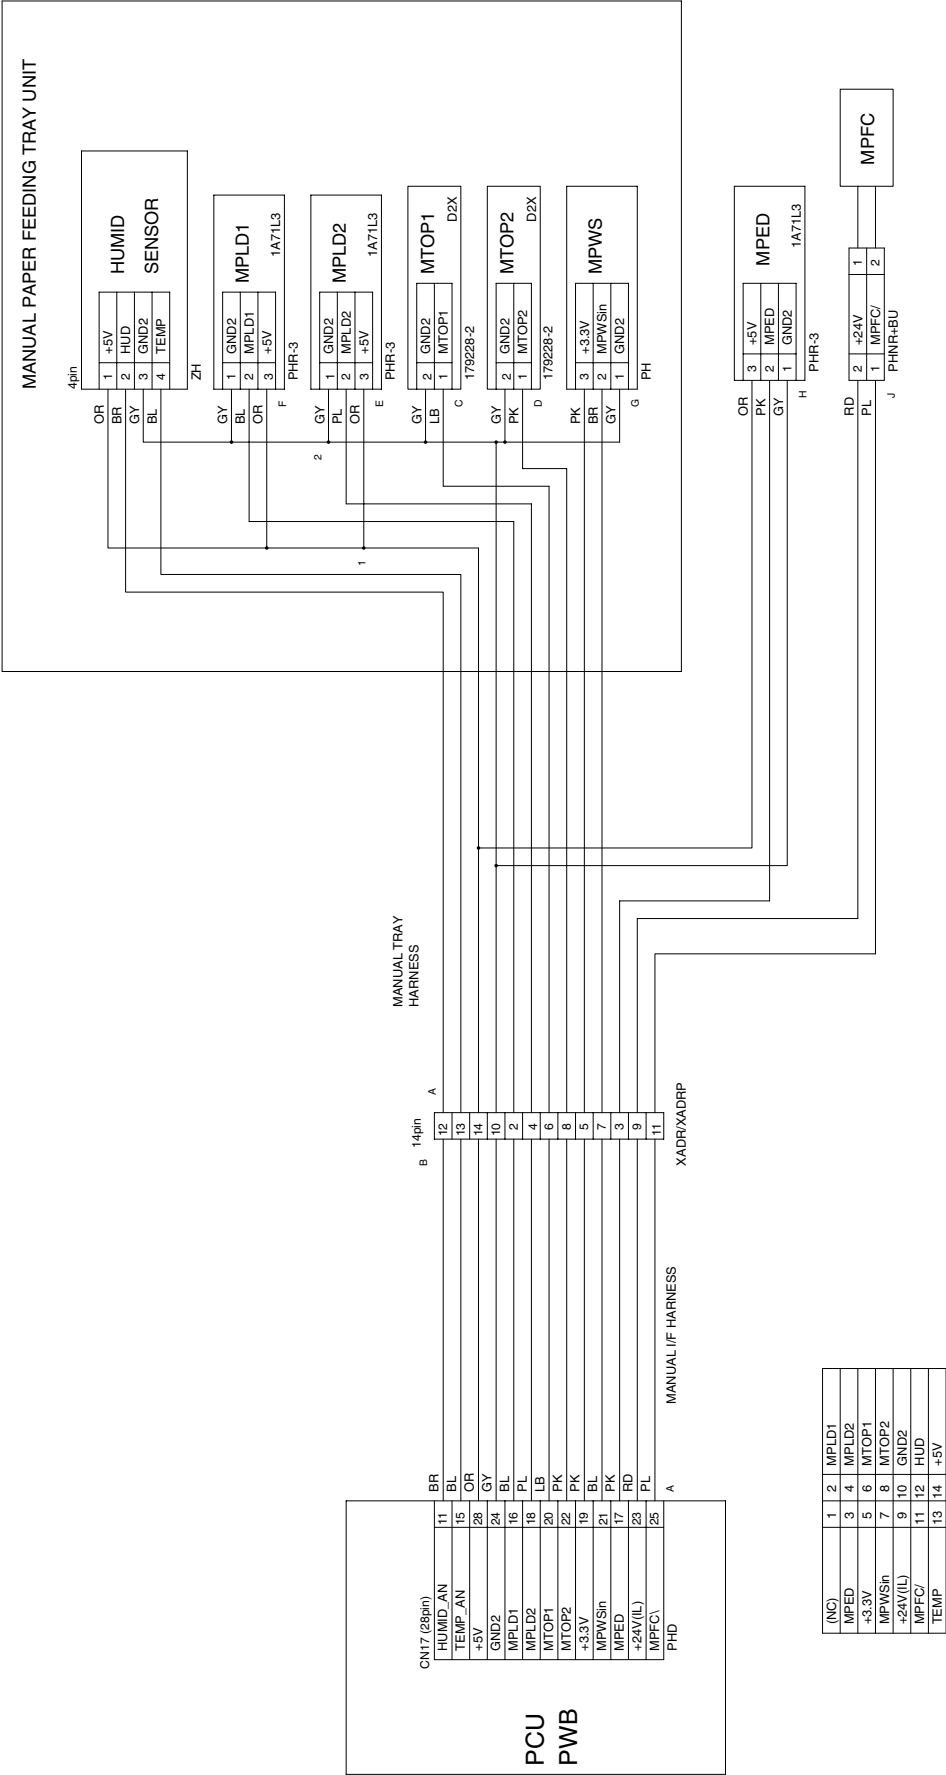 MANUAL PAPER FEEDING TRAY UNIT
4pin
HUMID
SENSOR
OR 1 +5V
BR 2 HUD
GY 3 GND2
BL 4 TEMP
ZH
MPLD1
1A71L3
GY 1 GND2
BL 2 MPLD1
OR 3 +5V
F PHR-3
MPLD2
1A71L3
GY 1 GND2
PL 2 MPLD2
OR 3 +5V
E PHR-3
MTOP1
D2X
GY 2 GND2
LB 1 MTOP1
C 179228-2
MTOP2
D2X
GY 2 GND2
PK 1 MTOP2
D 179228-2
MPWS
PK 3 +3.3V
BR 2 MPWSin
GY 1 GND2
G PH
2
1
MPED
1A71L3
OR 3 +5V
PK 2 MPED
GY 1 GND2
H PHR-3
MPFC
RD 2 +24V 1
PL 1 MPFC/ 2
J PHNR+BU
MANUAL TRAY
HARNESS
B 14pin A
12
13
14
10
2
4
6
8
5
7
3
9
11
XADR/XADRP
MANUAL I/F HARNESS
PCU
PWB
CN17 (28pin)
HUMID_AN 11 BR
TEMP_AN 15 BL
+5V 28 OR
GND2 24 GY
MPLD1 16 BL
MPLD2 18 PL
MTOP1 20 LB
MTOP2 22 PK
+3.3V 19 PK
MPWSin 21 BL
MPED 17 PK
+24V(IL) 23 RD
MPFC\ 25 PL
PHD A
(NC) 1 2 MPLD1
MPED 3 4 MPLD2
+3.3V 5 6 MTOP1
MPWSin 7 8 MTOP2
+24V(IL) 9 10 GND2
MPFC/ 11 12 HUD
TEMP 13 14 +5V